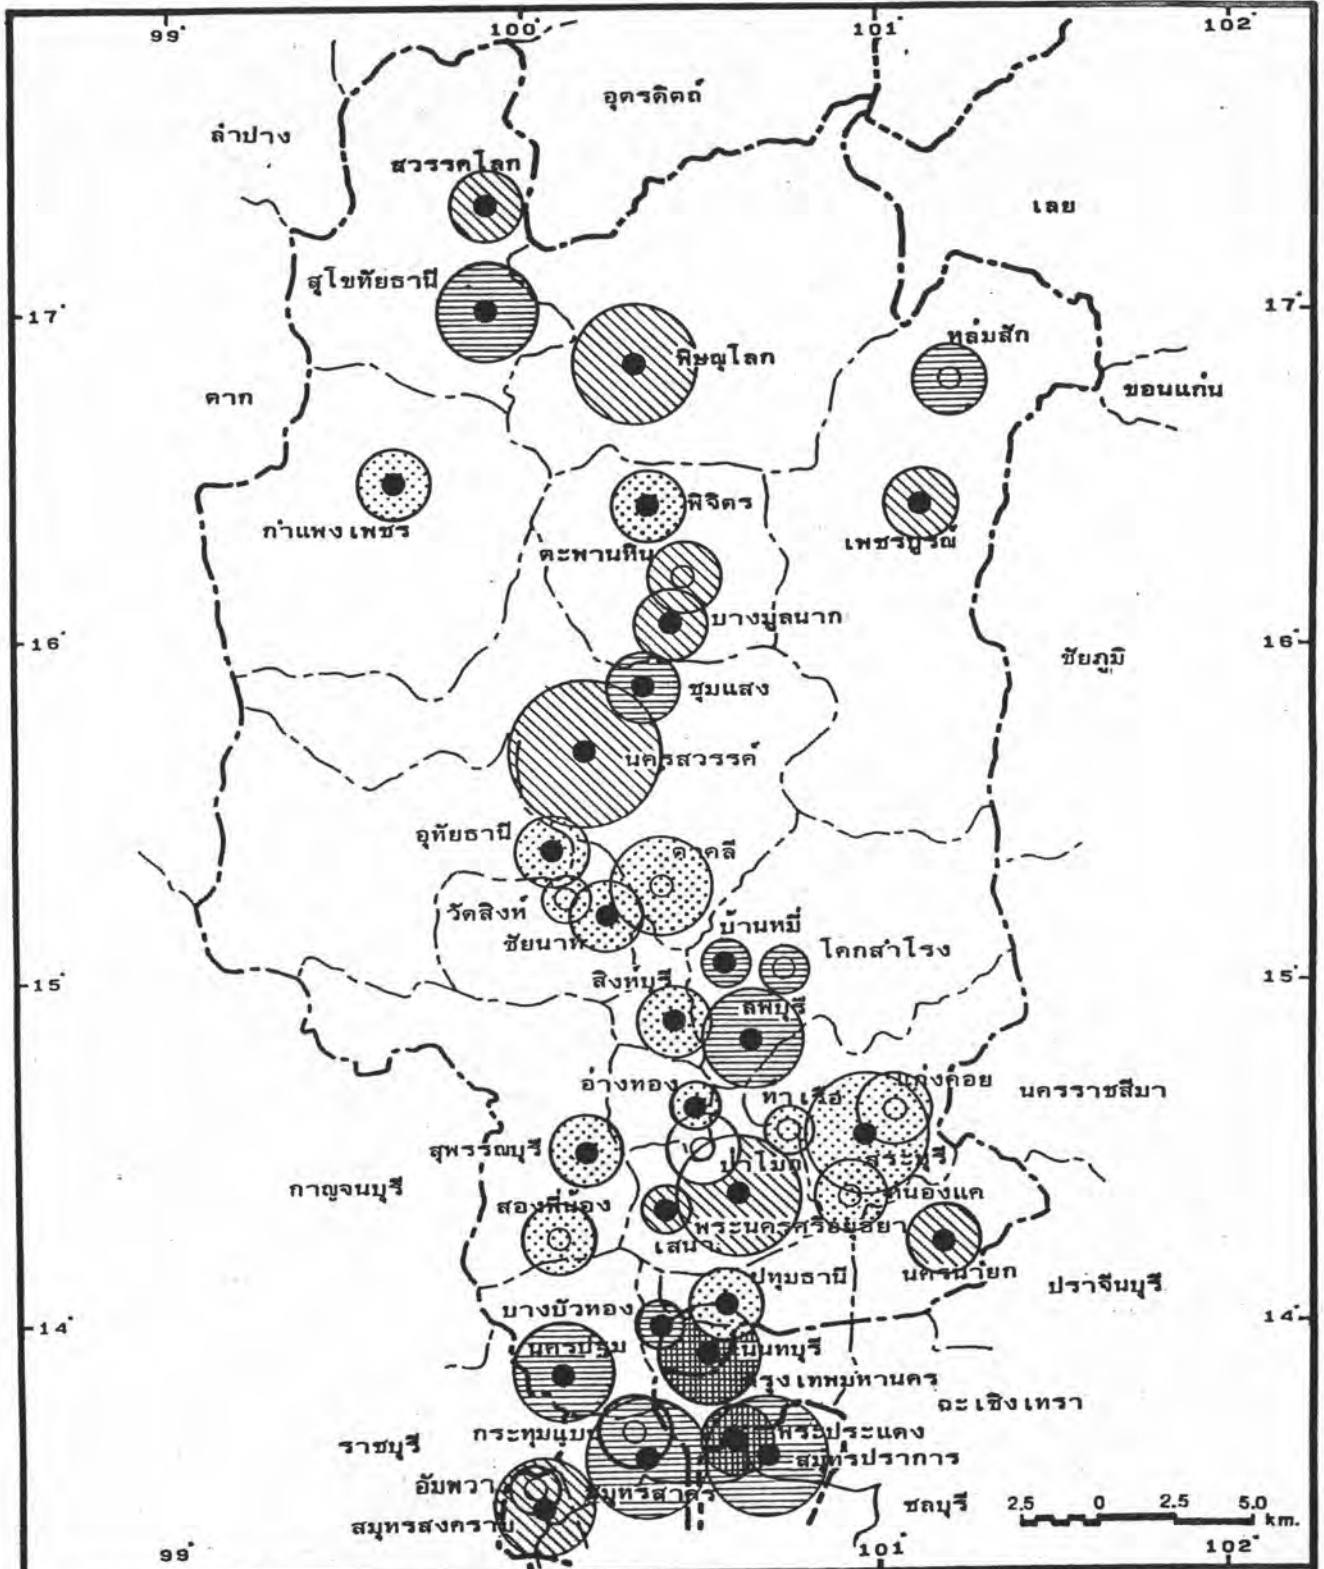 99°
100°
101°
102°
อุตรดิตถ์
ลำปาง
สวรรคโลก
เลย
สุโขทัยธานี
17°
17°
หล่มสัก
พิษณุโลก
ตาก
ขอนแก่น
พิจิตร
กำแพงเพชร
เพชรบูรณ์
ตะพานหิน
บางมูลนาก
16°
16°
ชัยภูมิ
ชุมแสง
นครสวรรค์
อุทัยธานี
ตาคลี
วัดสิงห์
บ้านหมี่
ชัยนาท
โคกสำโรง
สิงห์บุรี
15°
15°
ลพบุรี
อ่างทอง
ท่าเรือ
แก่งคอย
นครราชสีมา
สุพรรณบุรี
ป่าโมก
สระบุรี
กาญจนบุรี
หนองแค
สองพี่น้อง
พระนครศรีอยุธยา
เสนา
นครนายก
ปทุมธานี
ปราจีนบุรี
บางบัวทอง
14°
14°
นครปฐม
นนทบุรี
กรุงเทพมหานคร
ฉะเชิงเทรา
กระทุ่มแบน
พระประแดง
ราชบุรี
สมุทรปราการ
อัมพวา
สมุทรสาคร
ชลบุรี
2.5 0 2.5 5.0
km.
สมุทรสงคราม
99°
101°
102°